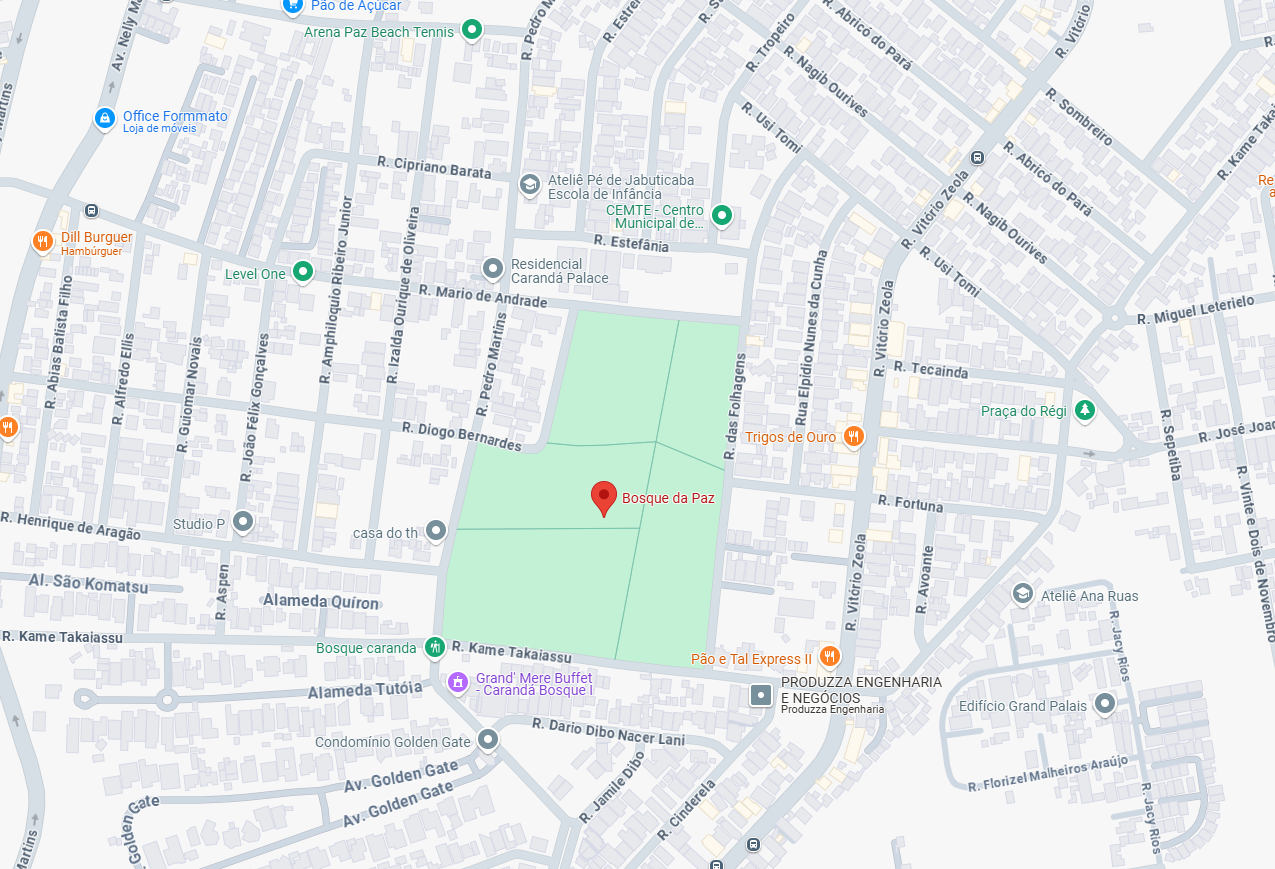 Pão de Açúcar
Arena Paz Beach Tennis
Av. Nelly M
R. Pedro M
R. Estre
R. S
R. Tropeiro
R. Abricó do Pará
R. Vitório
R. Nagib Ourives
Martins
Office Formmato
Loja de móveis
R. Usi Tomi
R. Sombreiro
R. Kame Taka
R. Cipriano Barata
Ateliê Pé de Jabuticaba
Escola de Infância
R. Abricó do Pará
CEMTE - Centro
Municipal de...
R. Vitório Zeola
R. Nagib Ourives
Dill Burguer
Hambúrguer
R. Estefânia
R. Usi Tomi
Level One
Residencial
Carandá Palace
R. Mario de Andrade
R. Abias Batista Filho
R. Alfredo Ellis
R. Guiomar Novais
R. João Félix Gonçalves
R. Amphiloquio Ribeiro Junior
R. Izalda Ourique de Oliveira
R. Pedro Martins
R. das Folhagens
Rua Elpídio Nunes da Cunha
R. Vitório Zeola
R. Miguel Leterielo
R. Tecainda
Praça do Régi
R. Diogo Bernardes
Trigos de Ouro
R. Sepetiba
R. José Joa
R. Vinte e Dois de Novembro
Bosque da Paz
R. Fortuna
R. Henrique de Aragão
Studio P
casa do th
R. Vitório Zeola
R. Avoante
Al. São Komatsu
R. Aspen
Alameda Quíron
Ateliê Ana Ruas
R. Jacy Rios
R. Kame Takaiassu
Bosque caranda
R. Kame Takaiassu
Pão e Tal Express II
Grand' Mere Buffet
- Carandá Bosque I
PRODUZZA ENGENHARIA
E NEGÓCIOS
Produzza Engenharia
Alameda Tutóia
Edifício Grand Palais
R. Dario Dibo Nacer Lani
Condomínio Golden Gate
Av. Golden Gate
Av. Golden Gate
Golden Gate
R. Jamile Dibo
R. Cinderela
R. Florizel Malheiros Araújo
R. Jacy Rios
Martins